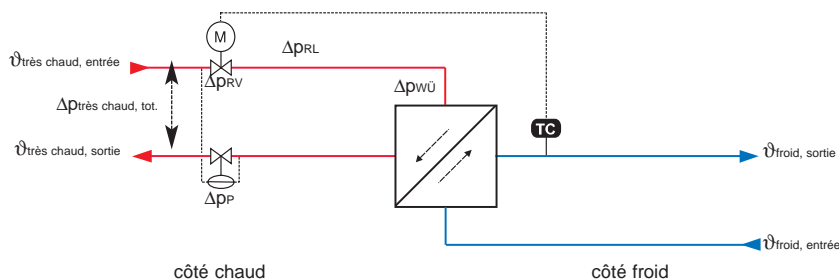 M
ΔpRL
ϑtrès chaud, entrée
ΔpRV
ΔpWÜ
Δptrès chaud, tot.
TC
ϑtrès chaud, sortie
ϑfroid, sortie
ΔpP
ϑfroid, entrée
côté chaud
côté froid